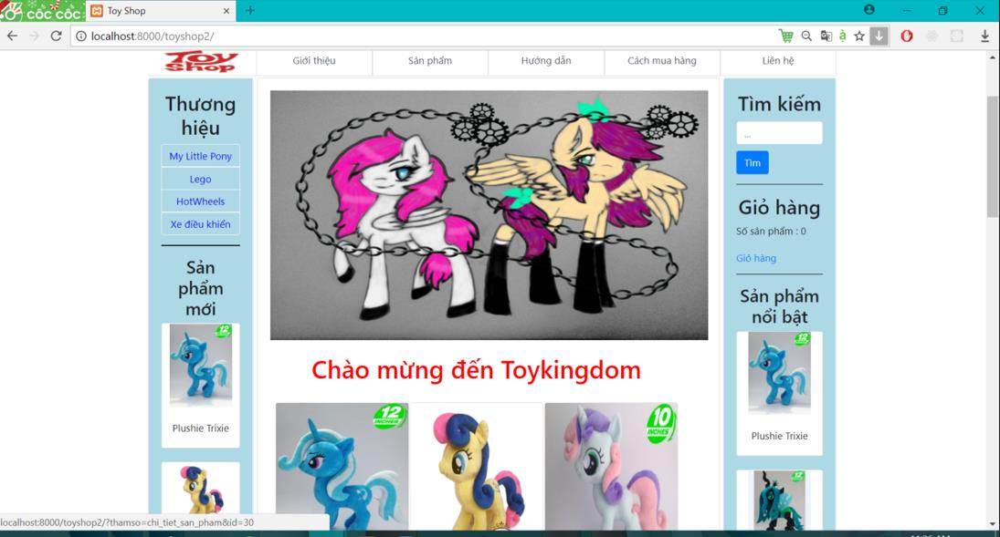 CỐC CỐC
Toy Shop
localhost:8000/toyshop2/
Toy
Shop
Giới thiệu
Sản phẩm
Hướng dẫn
Cách mua hàng
Liên hệ
Thương
hiệu
My Little Pony
Lego
HotWheels
Xe điều khiển
Sản
phẩm
mới
12
Plushie Trixie
Chào mừng đến Toykingdom
12
INCHES
10
INCHES
Tìm kiếm
...
Tìm
Giỏ hàng
Số sản phẩm : 0
Giỏ hàng
Sản phẩm
nổi bật
12
Plushie Trixie
12
localhost:8000/toyshop2/?thamso=chi_tiet_san_pham&id=30